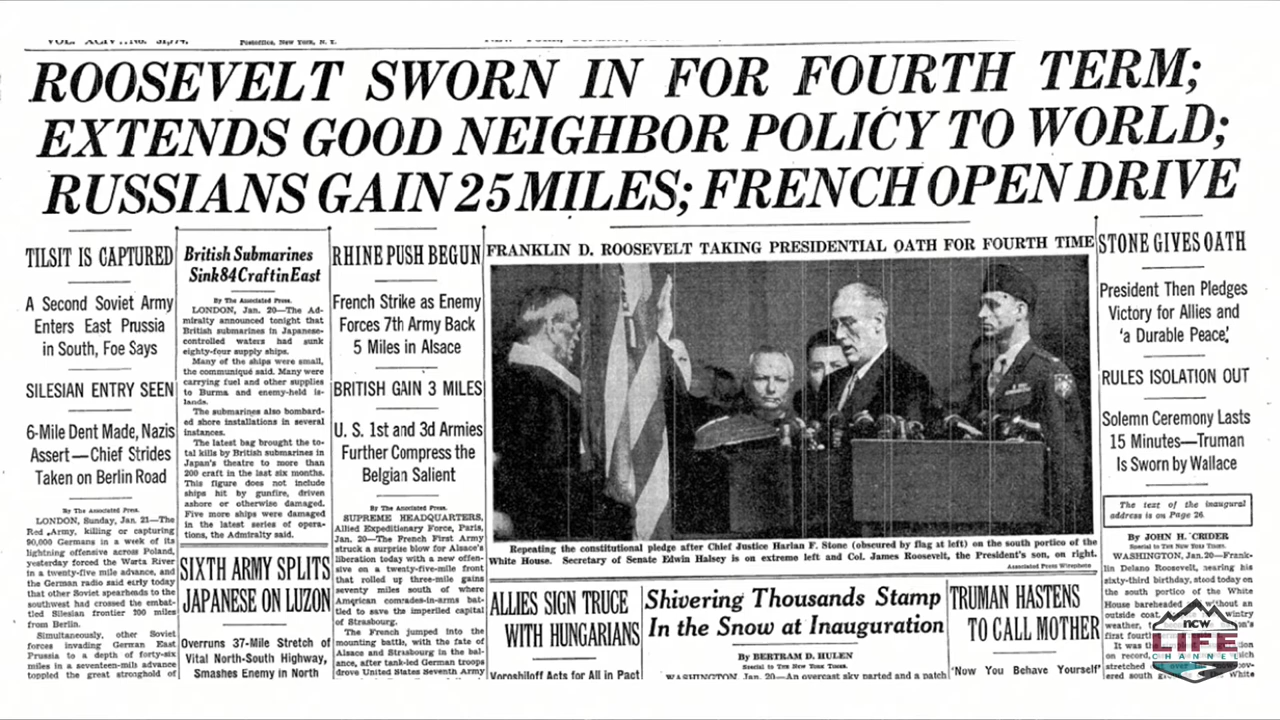 VOL. XCIV..No. 31,774.
Postoffice, New York, N. Y.
ROOSEVELT SWORN IN FOR FOURTH TERM;
EXTENDS GOOD NEIGHBOR POLICY TO WORLD;
RUSSIANS GAIN 25 MILES; FRENCH OPEN DRIVE
TILSIT IS CAPTURED
A Second Soviet Army
Enters East Prussia
in South, Foe Says
SILESIAN ENTRY SEEN
6-Mile Dent Made, Nazis
Assert—Chief Strides
Taken on Berlin Road
By The Associated Press.
LONDON, Sunday, Jan. 21—The
Red Army, killing or capturing
90,000 Germans in a week of its
lightning offensive across Poland,
yesterday forced the Warta River
in a twenty-five mile advance, and
the German radio said early today
that other Soviet spearheads to the
southwest had crossed the embat-
tled Silesian frontier 200 miles
from Berlin.
Simultaneously, other Soviet
forces invading German East
Prussia to a depth of forty-six
miles in a seventeen-mile advance
toppled the great stronghold of
British Submarines
Sink 84 Craft in East
By The Associated Press.
LONDON, Jan. 20—The Ad-
miralty announced tonight that
British submarines in Japanese-
controlled waters had sunk
eighty-four supply ships.
Many of the ships were small,
the communiqué said. Many were
carrying fuel and other supplies
to Burma and enemy-held is-
lands.
The submarines also bombard-
ed shore installations in several
instances.
The latest bag brought the to-
tal kills by British submarines in
Japan's theatre to more than
200 craft in the last six months.
This figure does not include
ships hit by gunfire, driven
ashore or otherwise damaged.
Five more ships were damaged
in the latest series of opera-
tions, the Admiralty said.
SIXTH ARMY SPLITS
JAPANESE ON LUZON
Overruns 37-Mile Stretch of
Vital North-South Highway,
Smashes Enemy in North
RHINE PUSH BEGUN
French Strike as Enemy
Forces 7th Army Back
5 Miles in Alsace
BRITISH GAIN 3 MILES
U. S. 1st and 3d Armies
Further Compress the
Belgian Salient
By The Associated Press.
SUPREME HEADQUARTERS,
Allied Expeditionary Force, Paris,
Jan. 20—The French First Army
struck a surprise blow for Alsace's
liberation today with a new offen-
sive on a twenty-five-mile front
that rolled up three-mile gains
seventy miles south of where
American comrades-in-arms bat-
tled to save the imperiled capital
of Strasbourg.
The French jumped into the
mounting battle, with the fate of
Alsace and Strasbourg in the bal-
ance, after tank-led German troops
drove United States Seventh Army
FRANKLIN D. ROOSEVELT TAKING PRESIDENTIAL OATH FOR FOURTH TIME
Repeating the constitutional pledge after Chief Justice Harlan F. Stone (obscured by flag at left) on the south portico of the
White House. Secretary of Senate Edwin Halsey is on extreme left and Col. James Roosevelt, the President's son, on right.
Associated Press Wirephoto
ALLIES SIGN TRUCE
WITH HUNGARIANS
Voroshiloff Acts for All in Pact
Shivering Thousands Stamp
In the Snow at Inauguration
By BERTRAM D. HULEN
Special to THE NEW YORK TIMES.
WASHINGTON, Jan. 20—An overcast sky parted and a patch
TRUMAN HASTENS
TO CALL MOTHER
'Now You Behave Yourself'
STONE GIVES OATH
President Then Pledges
Victory for Allies and
'a Durable Peace'
RULES ISOLATION OUT
Solemn Ceremony Lasts
15 Minutes—Truman
Is Sworn by Wallace
The text of the inaugural
address is on Page 26.
By JOHN H. CRIDER
Special to THE NEW YORK TIMES.
WASHINGTON, Jan. 20—Frank-
lin Delano Roosevelt, nearing his
sixty-third birthday, stood today on
the south portico of the White
House bareheaded without an
outside coat, wintry
weather,
first fourth
It was
on record,
stretched
ered south White
ncw
LIFE
CHANNEL